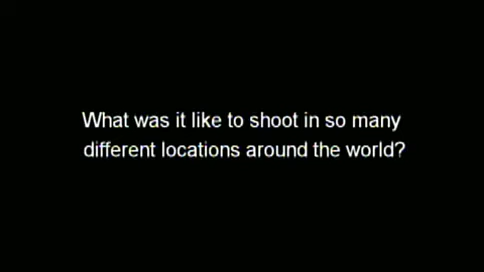 What was it like to shoot in so many
different locations around the world?